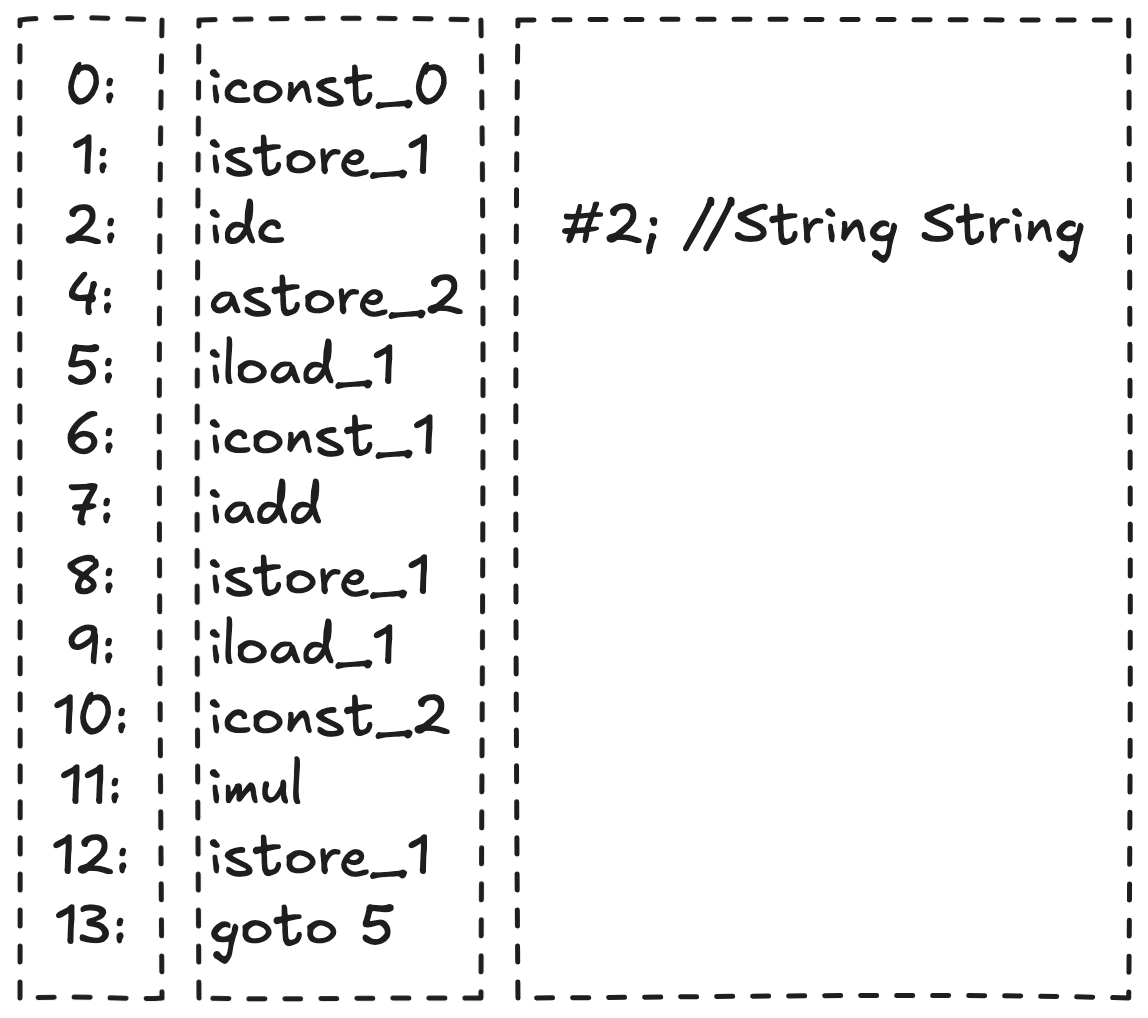 0: iconst_0
1: istore_1
2: idc #2; //String String
4: astore_2
5: iload_1
6: iconst_1
7: iadd
8: istore_1
9: iload_1
10: iconst_2
11: imul
12: istore_1
13: goto 5